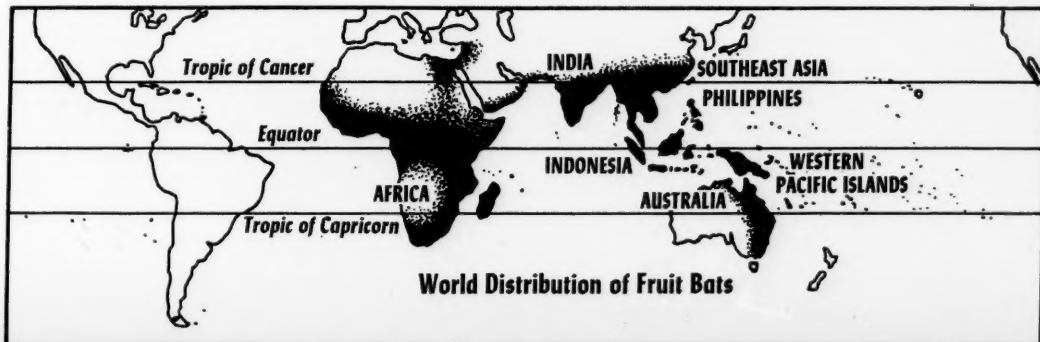 Tropic of Cancer
INDIA
SOUTHEAST ASIA
PHILIPPINES
Equator
INDONESIA
WESTERN
PACIFIC ISLANDS
AFRICA
AUSTRALIA
Tropic of Capricorn
World Distribution of Fruit Bats